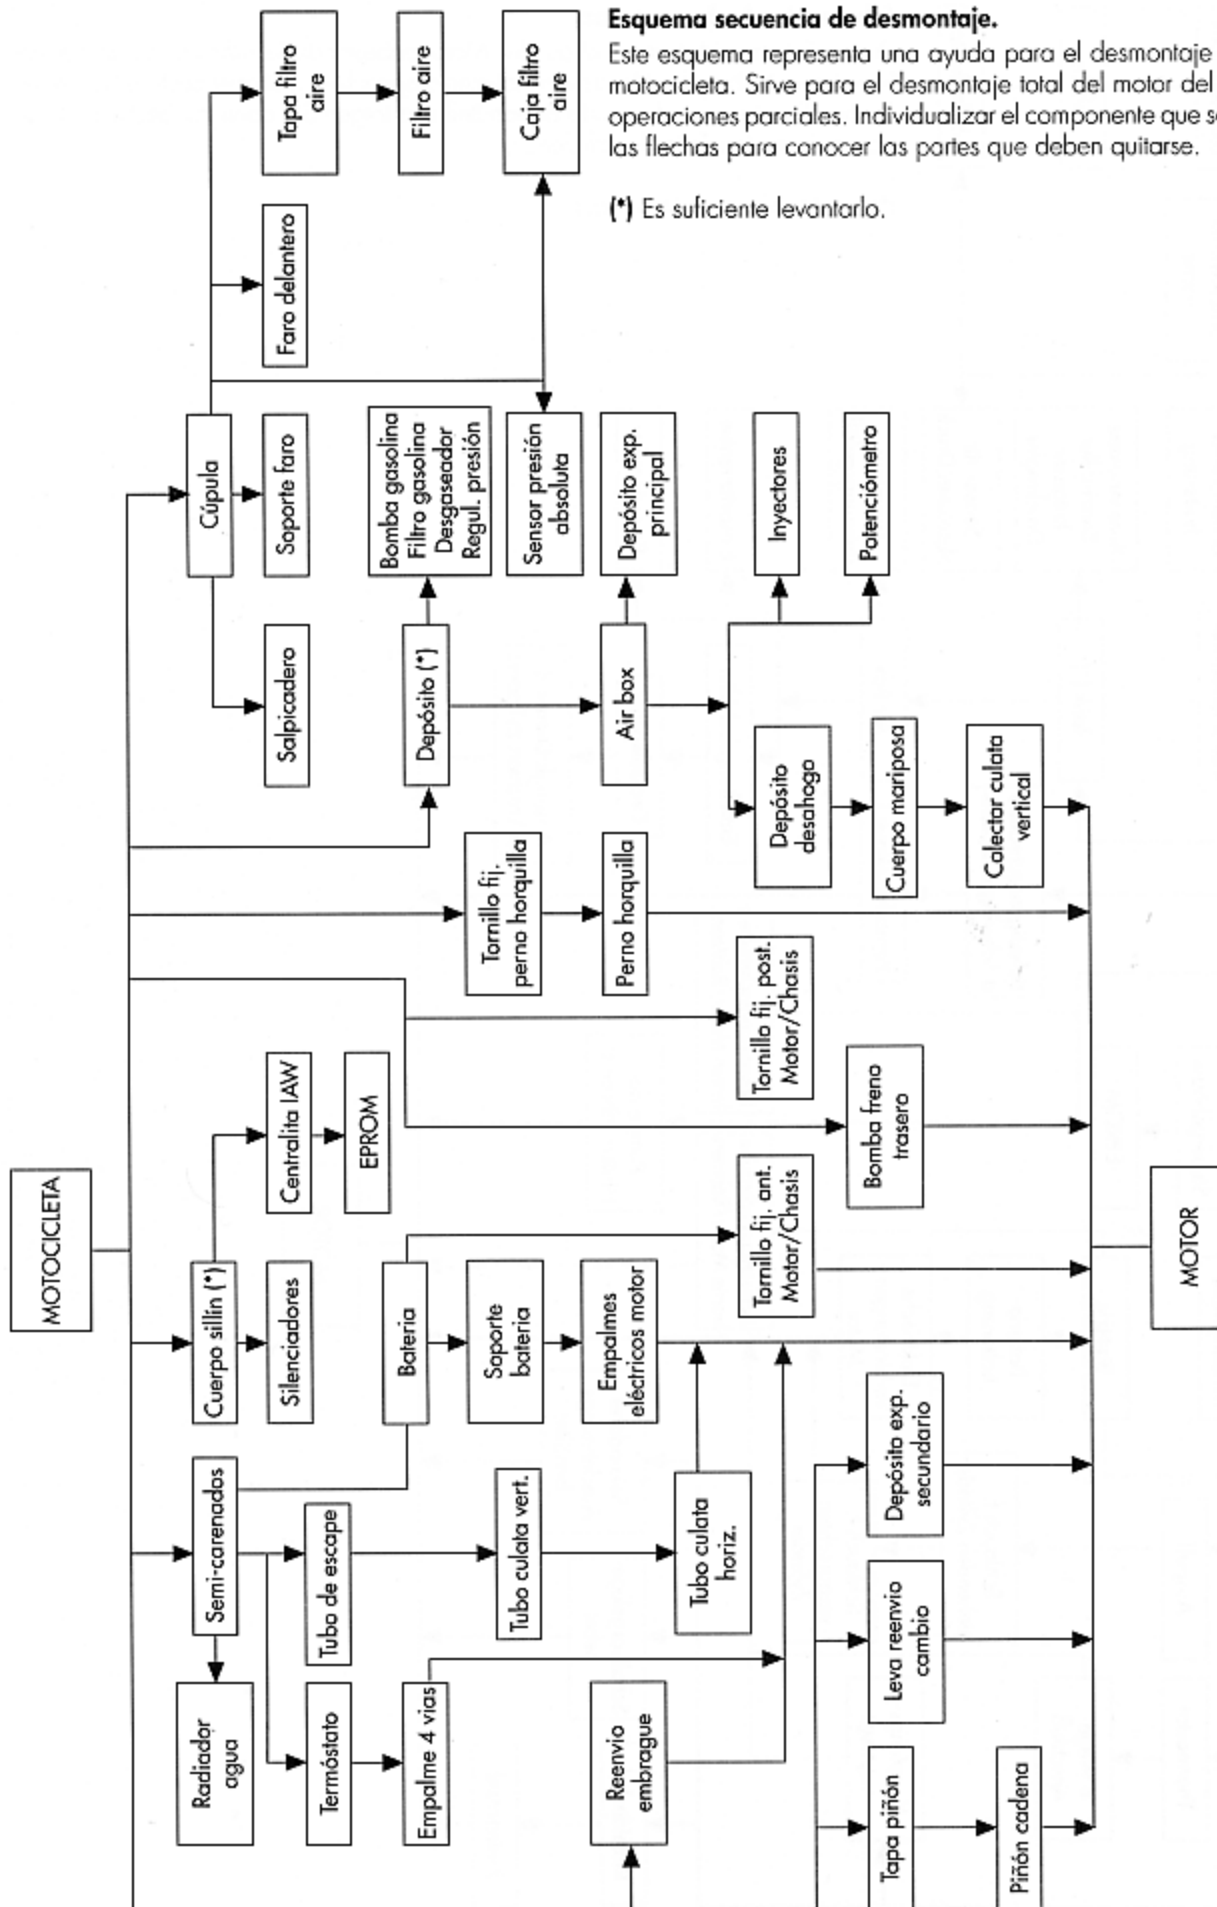 Esquema secuencia de desmontaje.
Este esquema representa una ayuda para el desmontaje
motocicleta. Sirve para el desmontaje total del motor del
operaciones parciales. Individualizar el componente que
las flechas para conocer las partes que deben quitarse.
(*) Es suficiente levantarlo.
Tapa filtro
aire
Filtro aire
Caja filtro
aire
Faro delantero
Cúpula
Soporte faro
Bomba gasolina
Filtro gasolina
Desgaseador
Regul. presión
Sensor presión
absoluta
Depósito exp.
principal
Inyectores
Potenciómetro
Salpicadero
Depósito (*)
Air box
Depósito
desahogo
Cuerpo mariposa
Colectar culata
vertical
Tornillo fij.
perno horquilla
Perno horquilla
Tornillo fij. post.
Motor/Chasis
Centralita IAW
EPROM
Bomba freno
trasero
MOTOCICLETA
Cuerpo sillin (*)
Silenciadores
Bateria
Soporte
bateria
Empalmes
eléctricos motor
Tornillo fij. ant.
Motor/Chasis
MOTOR
Semi-carenados
Tubo de escape
Tubo culata vert.
Tubo culata
horiz.
Depósito exp.
secundario
Leva reenvio
cambio
Radiador
agua
Termóstato
Empalme 4 vias
Reenvio
embrague
Tapa piñón
Piñón cadena